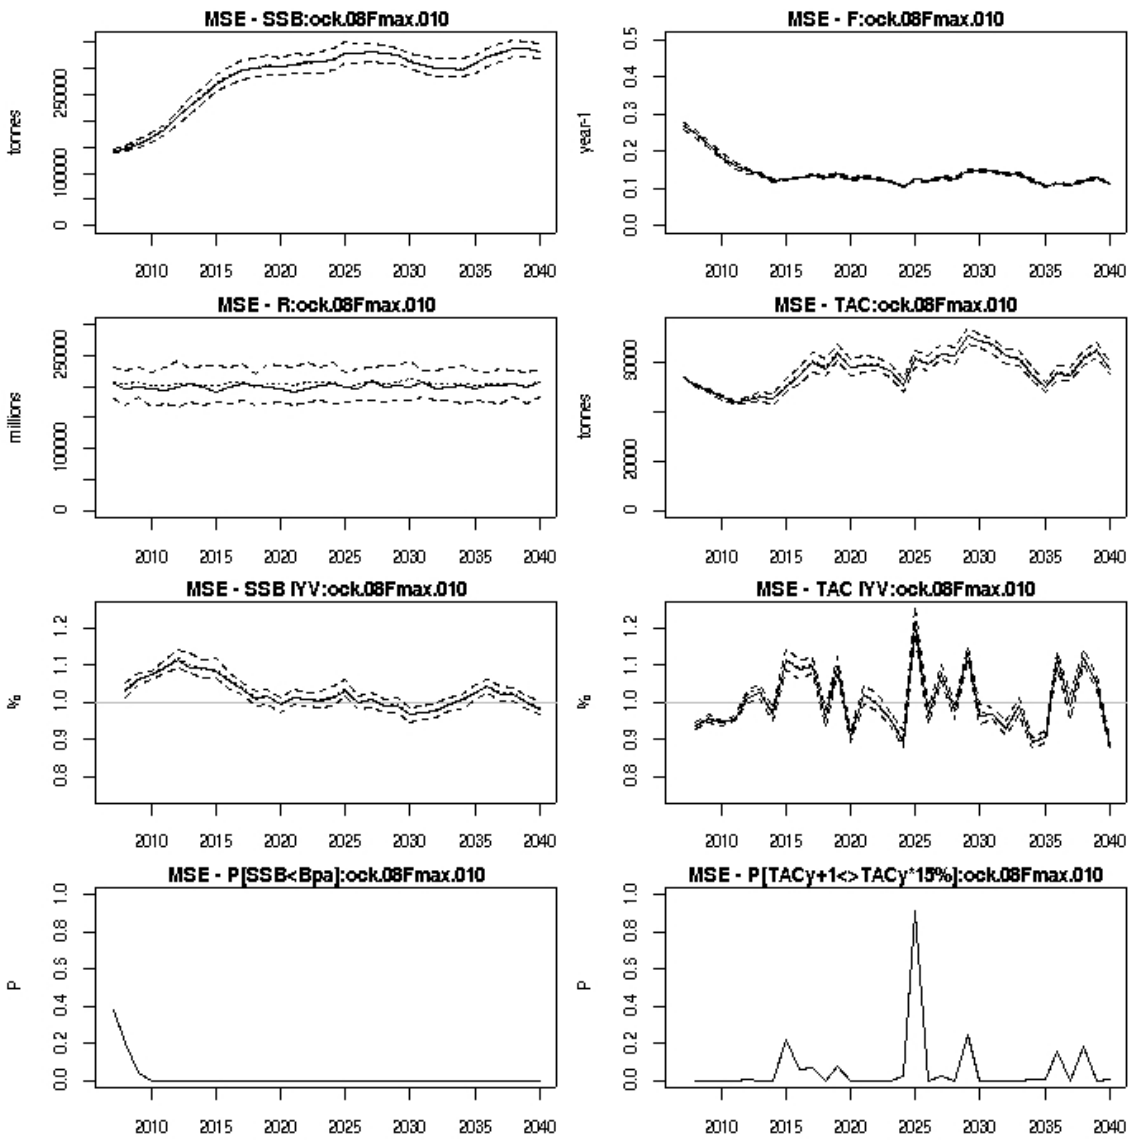 MSE - SSB:ock.08Fmax.010
tonnes
0 100000 250000
2010 2015 2020 2025 2030 2035 2040
MSE - F:ock.08Fmax.010
year-1
0.0 0.1 0.2 0.3 0.4 0.5
2010 2015 2020 2025 2030 2035 2040
MSE - R:ock.08Fmax.010
millions
0 100000 250000
2010 2015 2020 2025 2030 2035 2040
MSE - TAC:ock.08Fmax.010
tonnes
0 20000
2010 2015 2020 2025 2030 2035 2040
MSE - SSB IYV:ock.08Fmax.010
%
0.8 0.9 1.0 1.1 1.2
2010 2015 2020 2025 2030 2035 2040
MSE - TAC IYV:ock.08Fmax.010
%
0.8 0.9 1.0 1.1 1.2
2010 2015 2020 2025 2030 2035 2040
MSE - P[SSB<Bpa]:ock.08Fmax.010
P
0.0 0.2 0.4 0.6 0.8 1.0
2010 2015 2020 2025 2030 2035 2040
MSE - P[TACy+1<>TACy*15%]:ock.08Fmax.010
P
0.0 0.2 0.4 0.6 0.8 1.0
2010 2015 2020 2025 2030 2035 2040